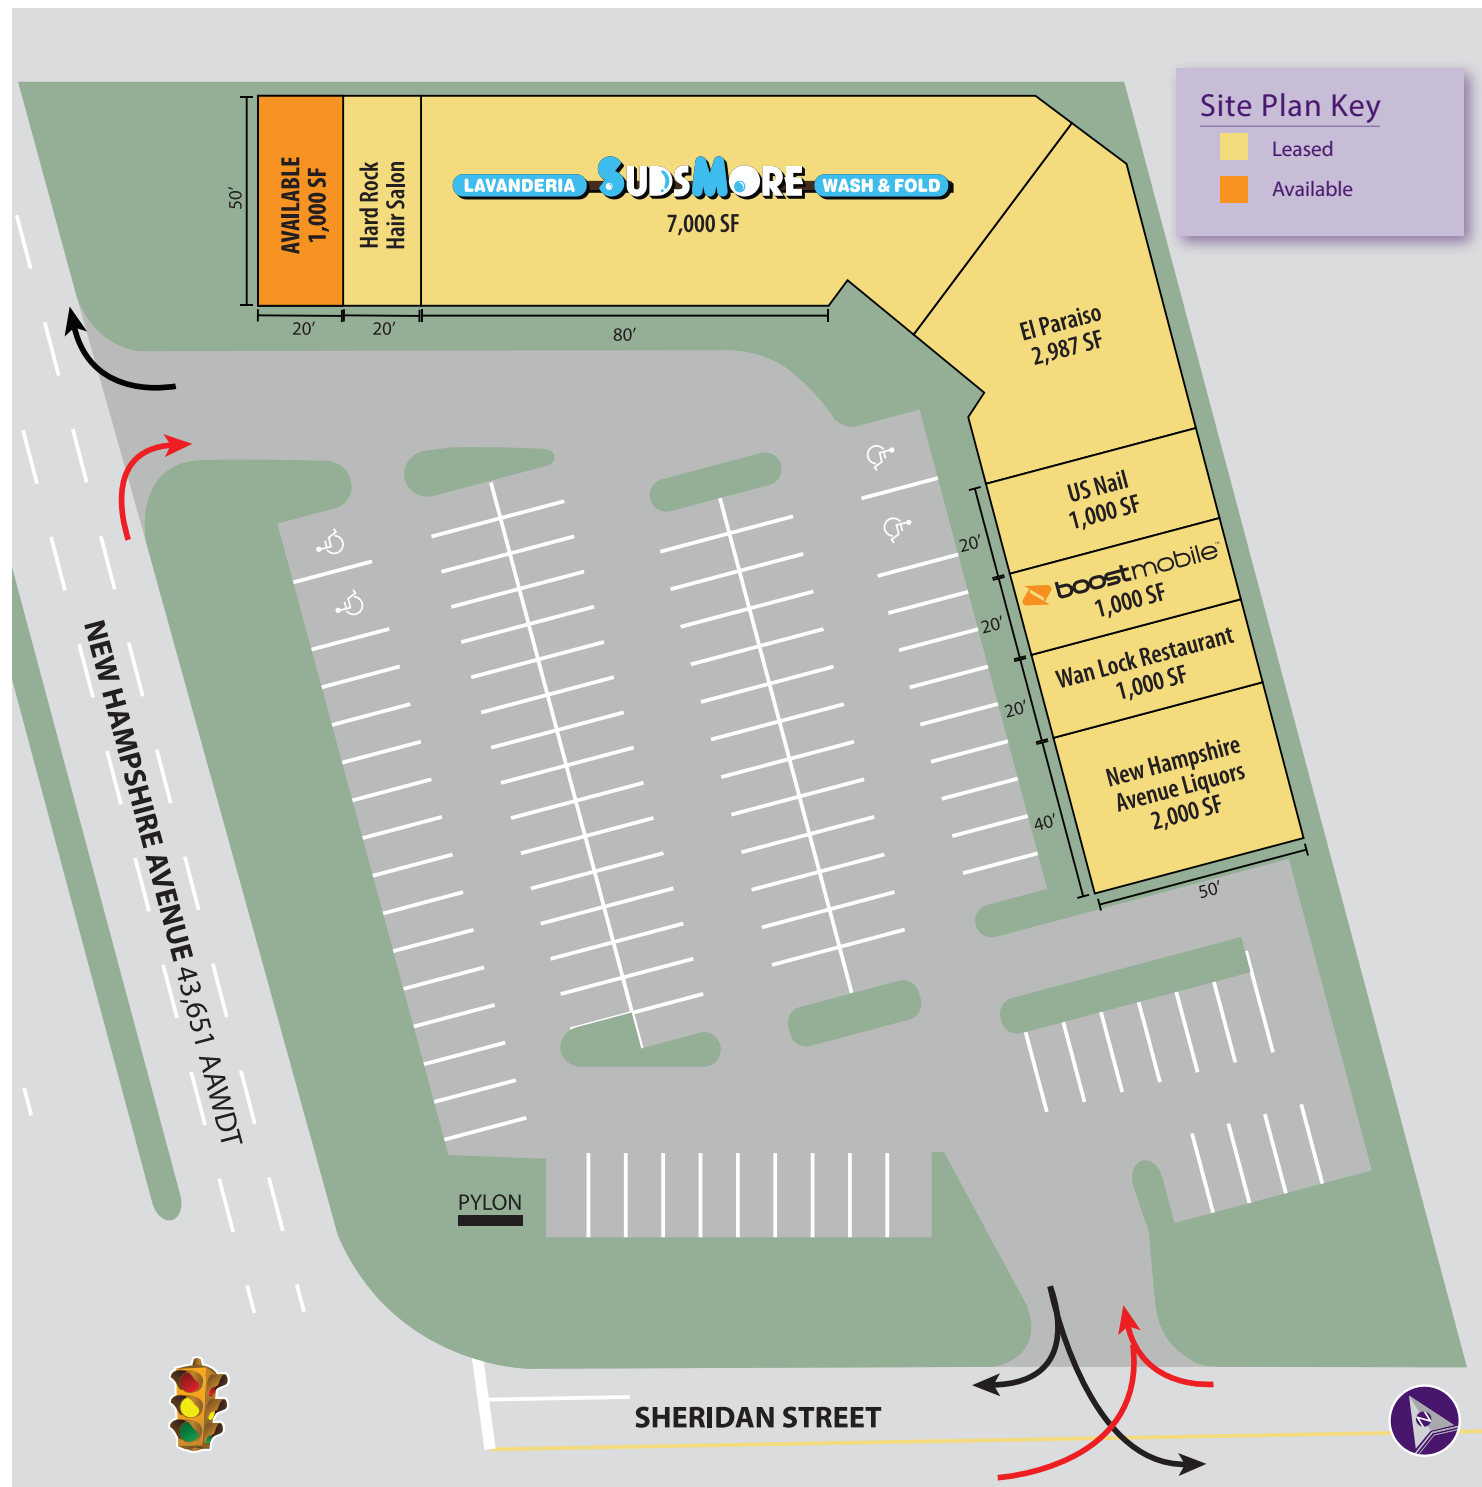 Site Plan Key
Leased
Available
50'
AVAILABLE
1,000 SF
Hard Rock
Hair Salon
LAVANDERIA SUDSMORE WASH & FOLD
7,000 SF
20'
20'
80'
El Paraiso
2,987 SF
US Nail
1,000 SF
20'
boostmobile™
1,000 SF
20'
Wan Lock Restaurant
1,000 SF
20'
New Hampshire
Avenue Liquors
2,000 SF
40'
50'
NEW HAMPSHIRE AVENUE 43,651 AAWDT
PYLON
SHERIDAN STREET
N